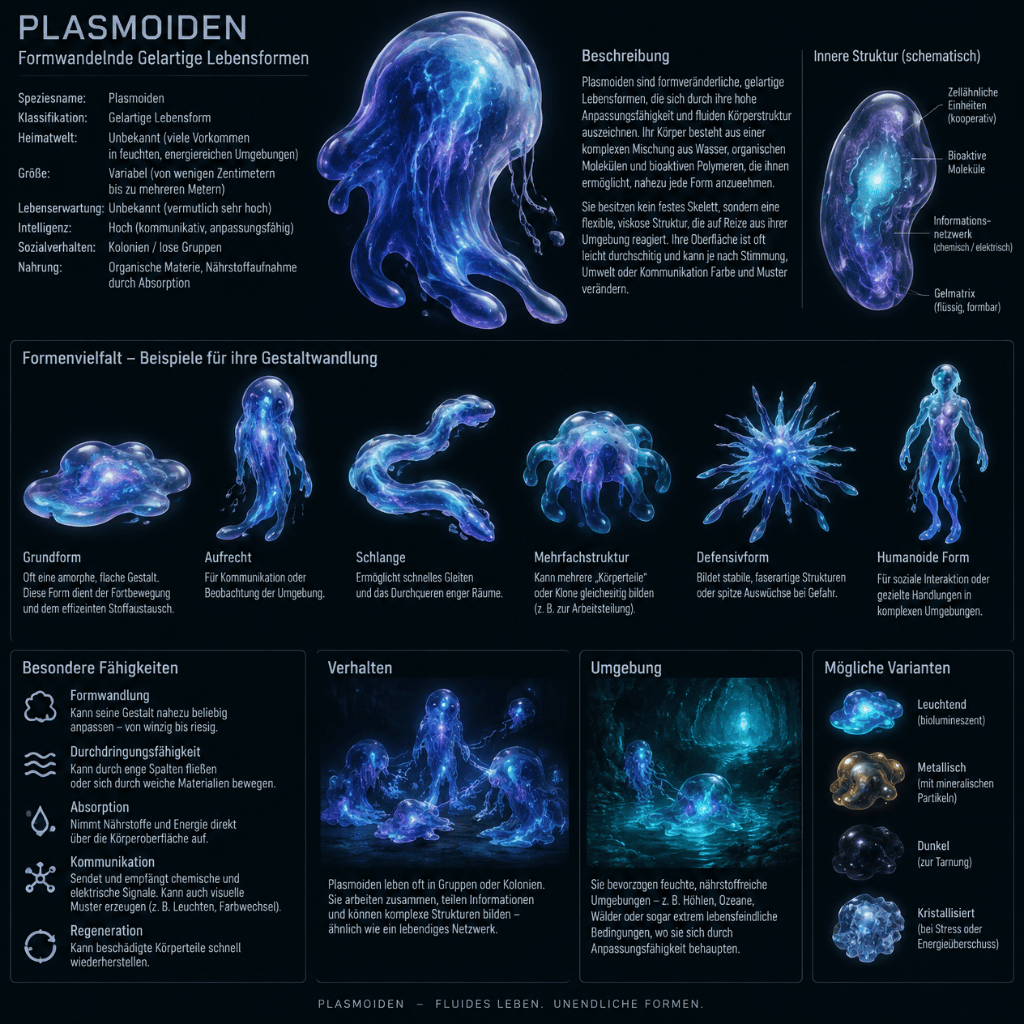 PLASMOIDEN
Formwandelnde Gelartige Lebensformen
Speziesname: Plasmoiden
Klassifikation: Gelartige Lebensform
Heimatwelt: Unbekannt (viele Vorkommen
in feuchten, energiereichen Umgebungen)
Größe: Variabel (von wenigen Zentimetern
bis zu mehreren Metern)
Lebenserwartung: Unbekannt (vermutlich sehr hoch)
Intelligenz: Hoch (kommunikativ, anpassungsfähig)
Sozialverhalten: Kolonien / lose Gruppen
Nahrung: Organische Materie, Nährstoffaufnahme
durch Absorption
Beschreibung
Plasmoiden sind formveränderliche, gelartige
Lebensformen, die sich durch ihre hohe
Anpassungsfähigkeit und fluiden Körperstruktur
auszeichnen. Ihr Körper besteht aus einer
komplexen Mischung aus Wasser, organischen
Molekülen und bioaktiven Polymeren, die ihnen
ermöglicht, nahezu jede Form anzuehmen.
Sie besitzen kein festes Skelett, sondern eine
flexible, viskose Struktur, die auf Reize aus ihrer
Umgebung reagiert. Ihre Oberfläche ist oft
leicht durchschitig und kann je nach Stimmung,
Umwelt oder Kommunikation Farbe und Muster
verändern.
Innere Struktur (schematisch)
Zellähnliche
Einheiten
(kooperativ)
Bioaktive
Moleküle
Informations-
netzwerk
(chemisch / elektrisch)
Gelmatrix
(flüssig, formbar)
Formenvielfalt – Beispiele für ihre Gestaltwandlung
Grundform
Oft eine amorphe, flache Gestalt.
Diese Form dient der Fortbewegung
und dem effizeinten Stoffaustausch.
Aufrecht
Für Kommunikation oder
Beobachtung der Umgebung.
Schlange
Ermöglicht schnelles Gleiten
und das Durchqueren enger Räume.
Mehrfachstruktur
Kann mehrere „Körperteile"
oder Klone gleicheitig bilden
(z. B. zur Arbeitsteilung).
Defensivform
Bildet stabile, faserartige Strukturen
oder spitze Auswüchse bei Gefahr.
Humanoide Form
Für soziale Interaktion oder
gezielte Handlungen in
komplexen Umgebungen.
Besondere Fähigkeiten
Formwandlung
Kann seine Gestalt nahezu beliebig
anpassen – von winzig bis riesig.
Durchdringungsfähigkeit
Kann durch enge Spalten fließen
oder sich durch weiche Materialien bewegen.
Absorption
Nimmt Nährstoffe und Energie direkt
über die Körperoberfläche auf.
Kommunikation
Sendet und empfängt chemische und
elektrische Signale. Kann auch visuelle
Muster erzeugen (z. B. Leuchten, Farbwechsel).
Regeneration
Kann beschädigte Körperteile schnell
wiederherstellen.
Verhalten
Plasmoiden leben oft in Gruppen oder Kolonien.
Sie arbeiten zusammen, teilen Informationen
und können komplexe Strukturen bilden –
ähnlich wie ein lebendiges Netzwerk.
Umgebung
Sie bevorzogen feuchte, nährstoffreiche
Umgebungen – z. B. Höhlen, Ozeane,
Wälder oder sogar extrem lebensfeindliche
Bedingungen, wo sie sich durch
Anpassungsfähigkeit behaupten.
Mögliche Varianten
Leuchtend
(biolumineszent)
Metallisch
(mit mineralischen
Partikeln)
Dunkel
(zur Tarnung)
Kristallisiert
(bei Stress oder
Energieüberschuss)
PLASMOIDEN – FLUIDES LEBEN. UNENDLICHE FORMEN.